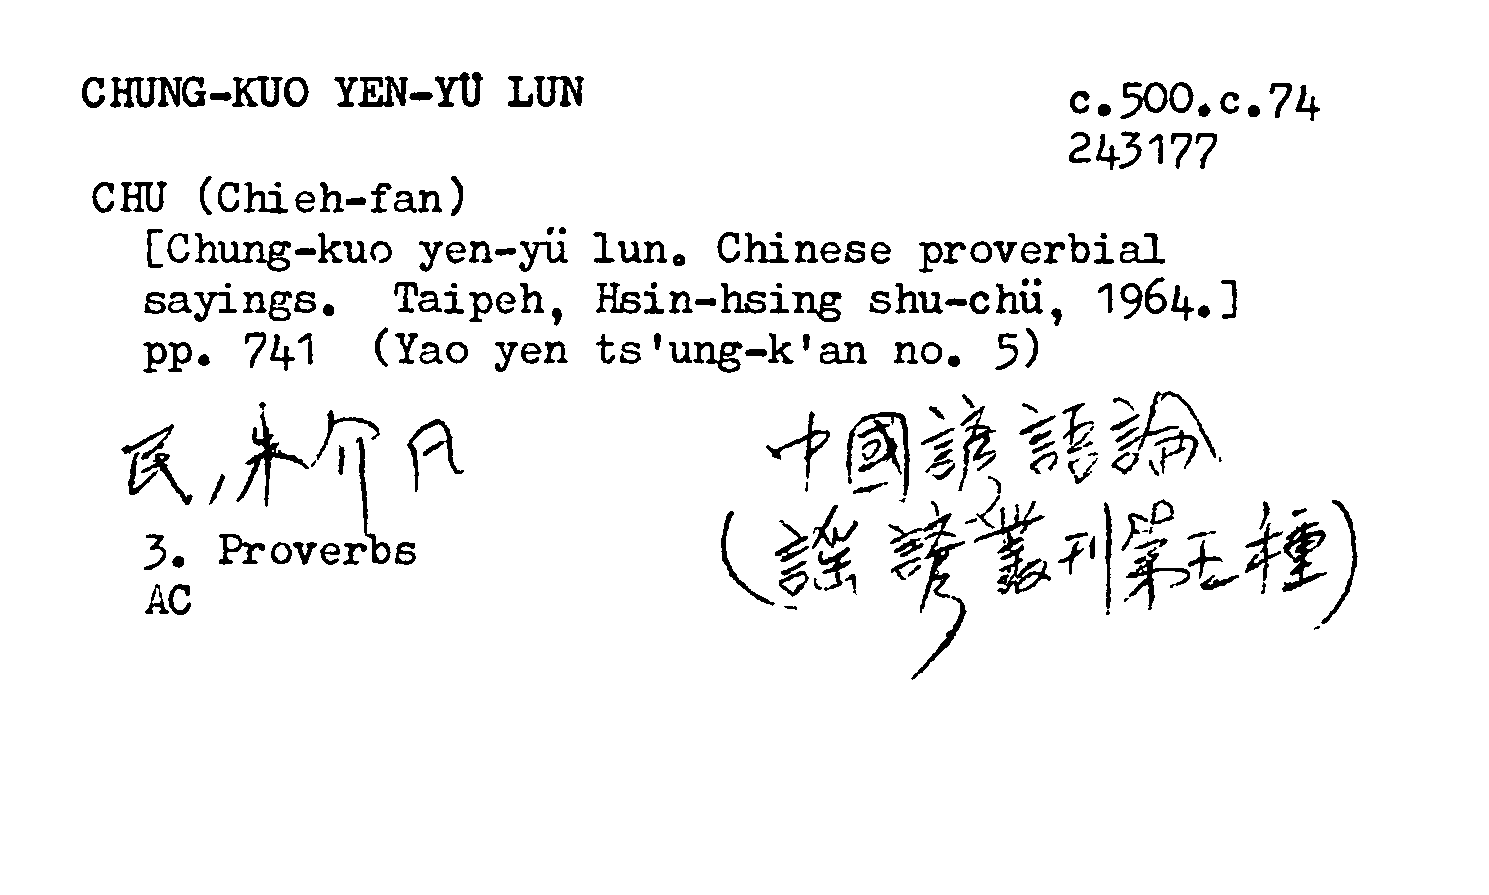 CHUNG-KUO YEN-YÜ LUN
c.500.c.74
243177
CHU (Chieh-fan)
[Chung-kuo yen-yü lun. Chinese proverbial
sayings. Taipeh, Hsin-hsing shu-chü, 1964.]
pp. 741 (Yao yen ts'ung-k'an no. 5)
民,朱介凡
中國諺語論
(謠諺叢刊第五種)
3. Proverbs
AC